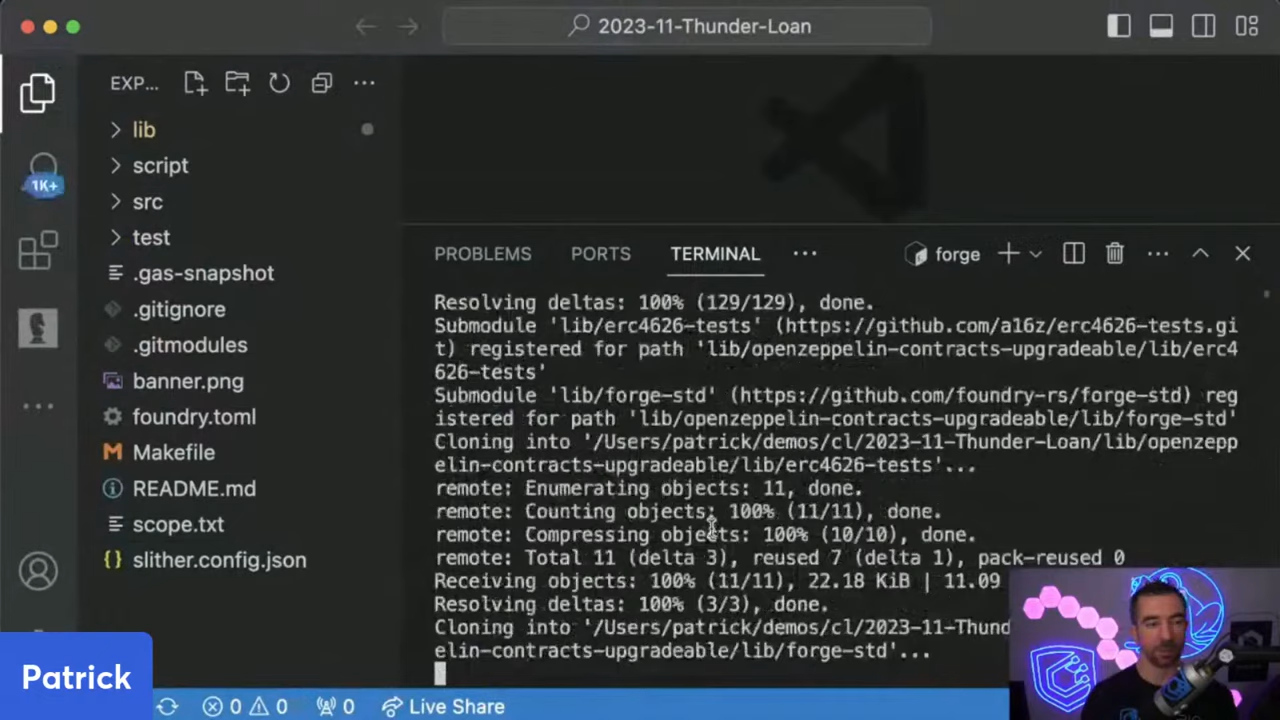 2023-11-Thunder-Loan
EXP...
lib
script
src
test
.gas-snapshot
.gitignore
.gitmodules
banner.png
foundry.toml
Makefile
README.md
scope.txt
slither.config.json
1K+
PROBLEMS
PORTS
TERMINAL
forge
Resolving deltas: 100% (129/129), done.
Submodule 'lib/erc4626-tests' (https://github.com/a16z/erc4626-tests.gi
t) registered for path 'lib/openzeppelin-contracts-upgradeable/lib/erc4
626-tests'
Submodule 'lib/forge-std' (https://github.com/foundry-rs/forge-std) reg
istered for path 'lib/openzeppelin-contracts-upgradeable/lib/forge-std'
Cloning into '/Users/patrick/demos/cl/2023-11-Thunder-Loan/lib/openzepp
elin-contracts-upgradeable/lib/erc4626-tests'...
remote: Enumerating objects: 11, done.
remote: Counting objects: 100% (11/11), done.
remote: Compressing objects: 100% (10/10), done.
remote: Total 11 (delta 3), reused 7 (delta 1), pack-reused 0
Receiving objects: 100% (11/11), 22.18 KiB | 11.09
Resolving deltas: 100% (3/3), done.
Cloning into '/Users/patrick/demos/cl/2023-11-Thund
elin-contracts-upgradeable/lib/forge-std'...
Patrick
0
0
0
Live Share